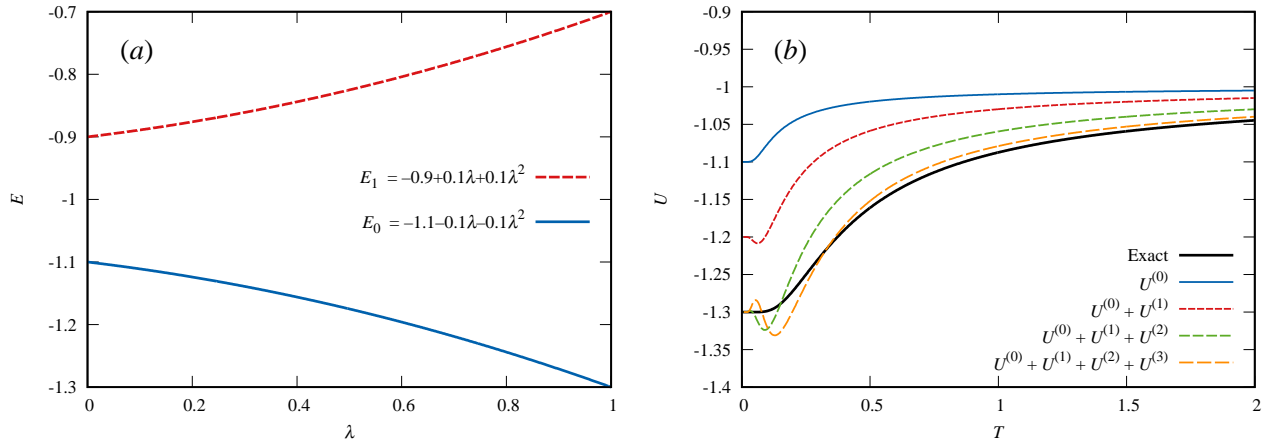 (a)
-0.7
-0.8
-0.9
-1
-1.1
-1.2
-1.3
E
0
0.2
0.4
0.6
0.8
1
λ
E₁ = –0.9+0.1λ+0.1λ²
E₀ = –1.1–0.1λ–0.1λ²
(b)
-0.9
-0.95
-1
-1.05
-1.1
-1.15
-1.2
-1.25
-1.3
-1.35
-1.4
U
0
0.5
1
1.5
2
T
Exact
U⁽⁰⁾
U⁽⁰⁾ + U⁽¹⁾
U⁽⁰⁾ + U⁽¹⁾ + U⁽²⁾
U⁽⁰⁾ + U⁽¹⁾ + U⁽²⁾ + U⁽³⁾